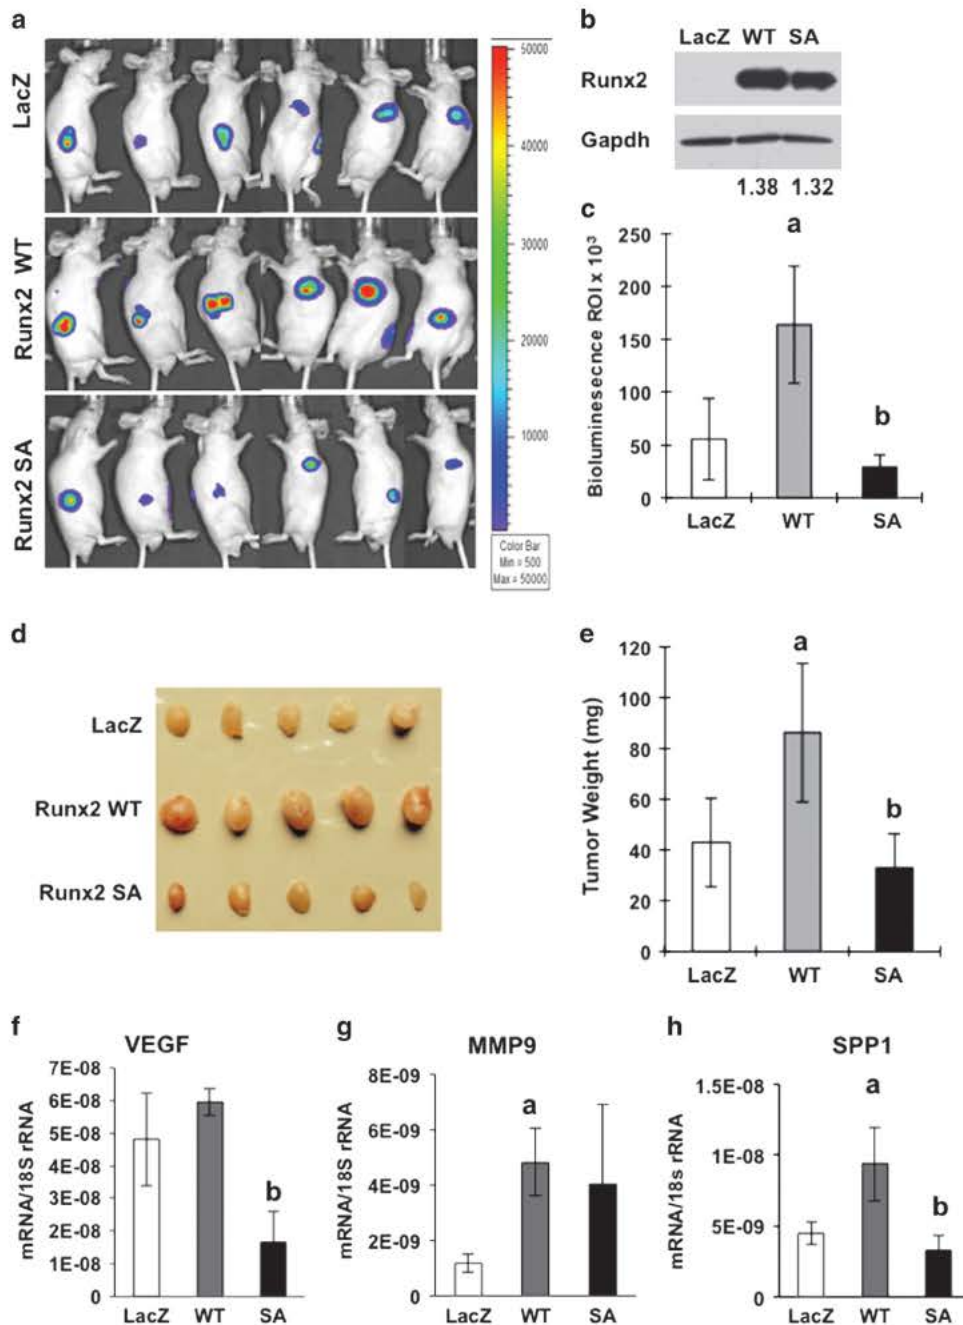 a
LacZ
Runx2 WT
Runx2 SA
50000
40000
30000
20000
10000
Color Bar
Min = 500
Max = 50000
b
LacZ WT SA
Runx2
Gapdh
1.38 1.32
c
Bioluminesecnce ROI x 10³
250
200
150
100
50
0
a
b
LacZ WT SA
d
LacZ
Runx2 WT
Runx2 SA
e
Tumor Weight (mg)
120
100
80
60
40
20
0
a
b
LacZ WT SA
f
VEGF
mRNA/18S rRNA
7E-08
6E-08
5E-08
4E-08
3E-08
2E-08
1E-08
0
b
LacZ WT SA
g
MMP9
mRNA/18S rRNA
8E-09
6E-09
4E-09
2E-09
0
a
LacZ WT SA
h
SPP1
mRNA/18s rRNA
1.5E-08
1E-08
5E-09
0
a
b
LacZ WT SA